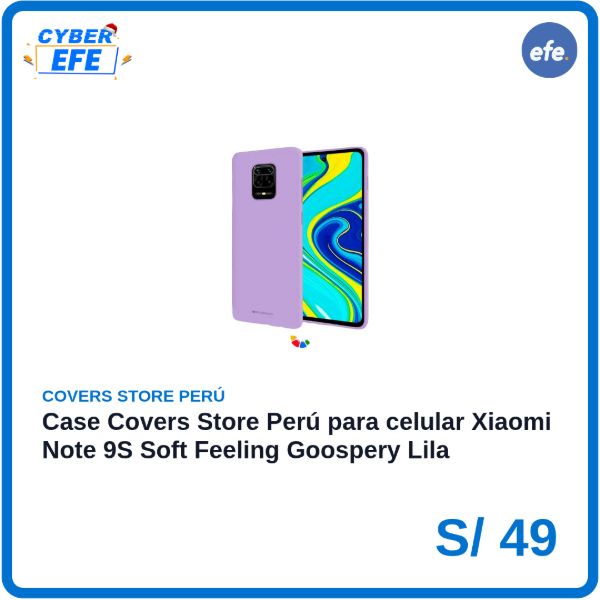 CYBER
EFE
efe.
COVERS STORE PERÚ
Case Covers Store Perú para celular Xiaomi
Note 9S Soft Feeling Goospery Lila
S/ 49